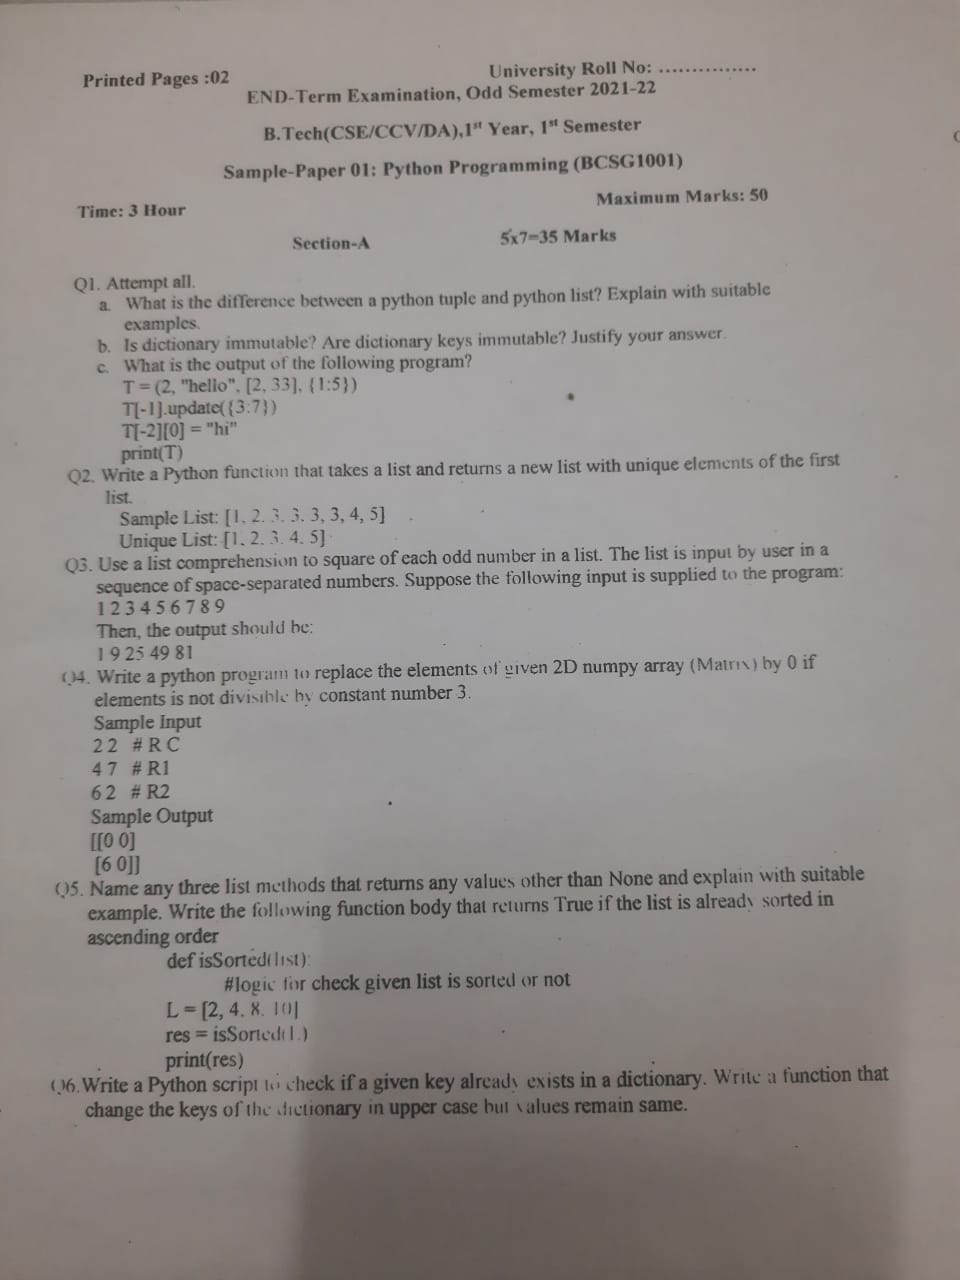 Printed Pages :02
University Roll No: ...............
END-Term Examination, Odd Semester 2021-22
B.Tech(CSE/CCV/DA),1st Year, 1st Semester
Sample-Paper 01: Python Programming (BCSG1001)
Maximum Marks: 50
Time: 3 Hour
Section-A
5x7=35 Marks
Q1. Attempt all.
a. What is the difference between a python tuple and python list? Explain with suitable
examples.
b. Is dictionary immutable? Are dictionary keys immutable? Justify your answer.
c. What is the output of the following program?
T = (2, "hello", [2, 33], {1:5})
T[-1].update({3:7})
T[-2][0] = "hi"
print(T)
Q2. Write a Python function that takes a list and returns a new list with unique elements of the first
list.
Sample List: [1, 2. 3. 3. 3, 3, 4, 5]
Unique List: [1. 2. 3. 4. 5]
Q3. Use a list comprehension to square of each odd number in a list. The list is input by user in a
sequence of space-separated numbers. Suppose the following input is supplied to the program:
1 2 3 4 5 6 7 8 9
Then, the output should be:
1 9 25 49 81
Q4. Write a python program to replace the elements of given 2D numpy array (Matrix) by 0 if
elements is not divisible by constant number 3.
Sample Input
2 2 # R C
4 7 # R1
6 2 # R2
Sample Output
[[0 0]
[6 0]]
Q5. Name any three list methods that returns any values other than None and explain with suitable
example. Write the following function body that returns True if the list is already sorted in
ascending order
def isSorted(list):
#logic for check given list is sorted or not
L = [2, 4. 8. 10]
res = isSorted(L)
print(res)
Q6. Write a Python script to check if a given key already exists in a dictionary. Write a function that
change the keys of the dictionary in upper case but values remain same.